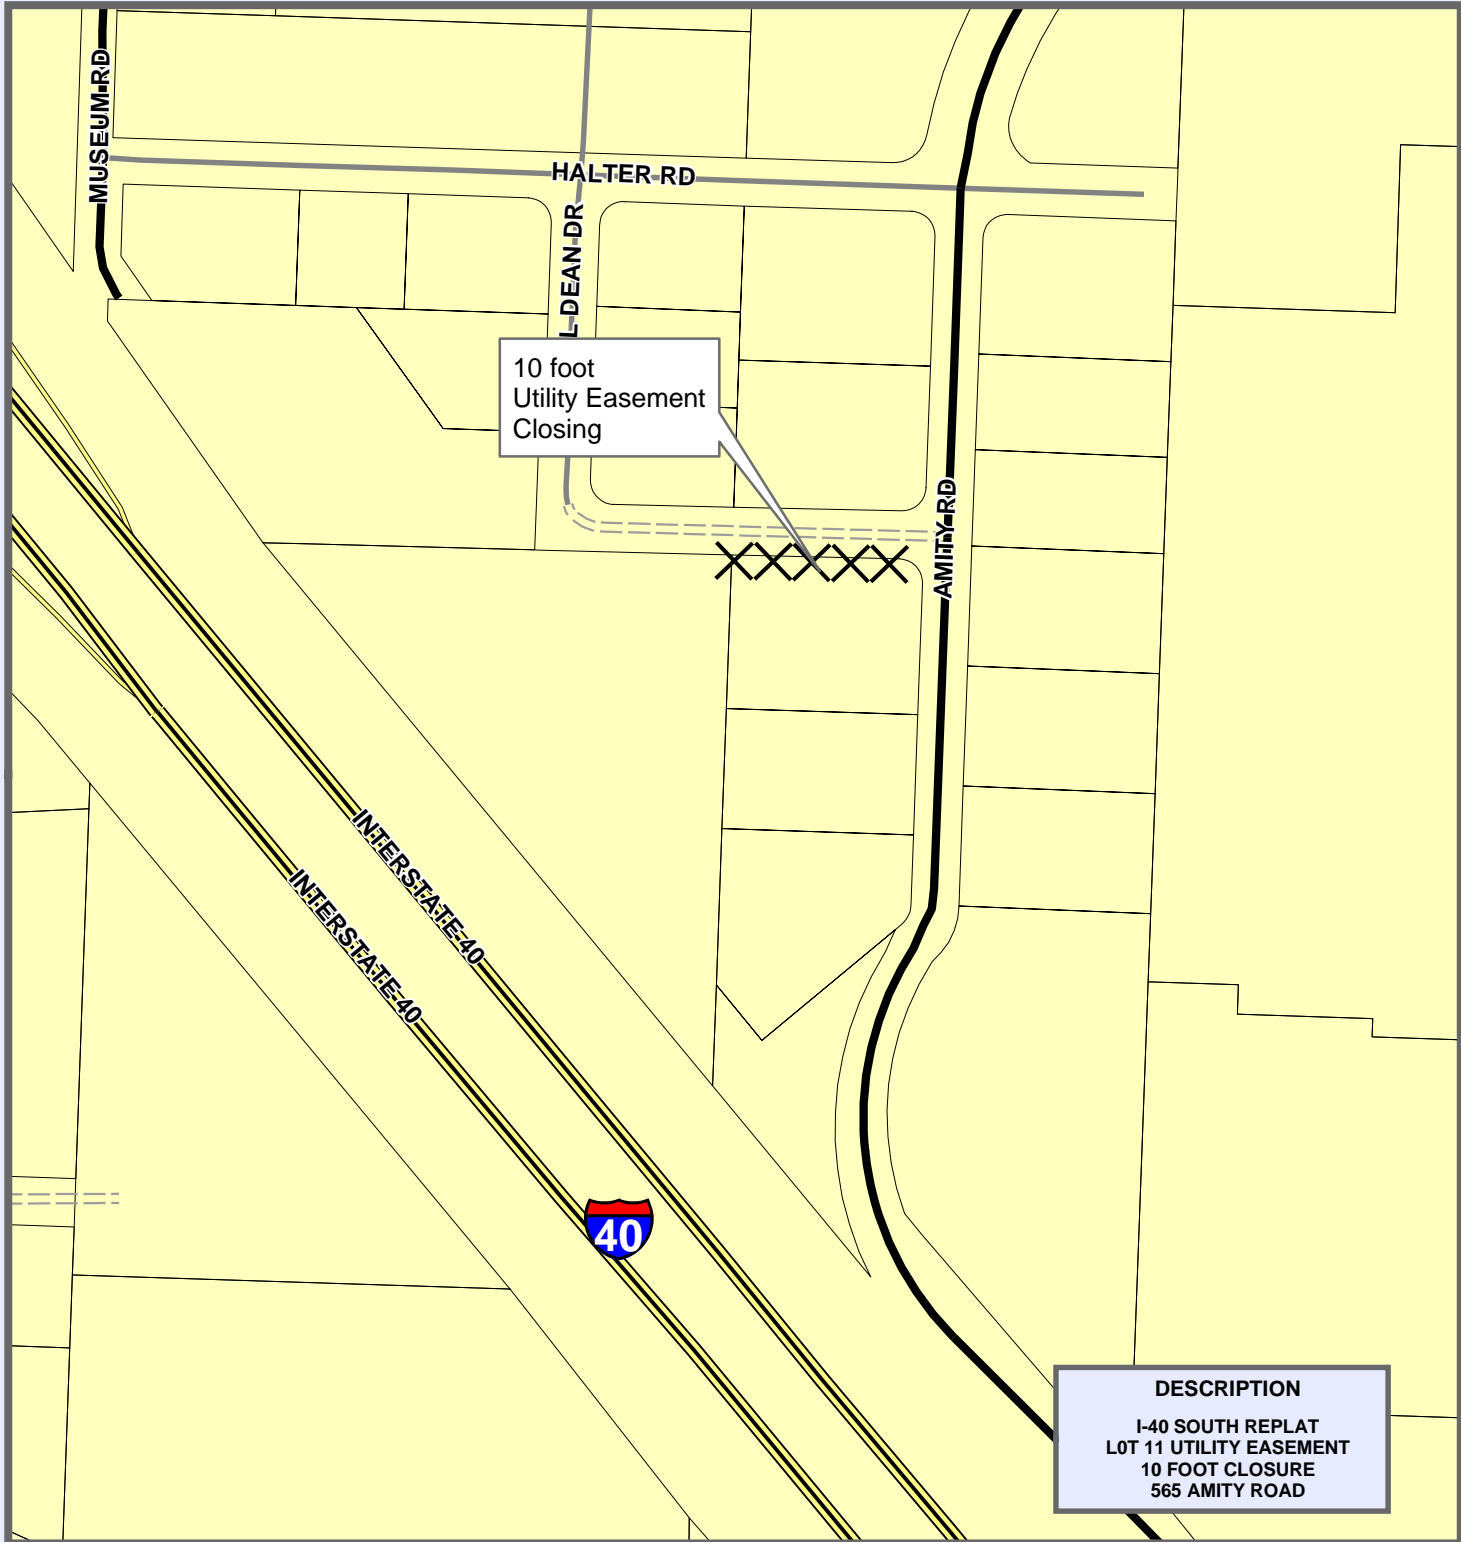 MUSEUM RD
HALTER RD
L DEAN DR
10 foot
Utility Easement
Closing
AMITY RD
INTERSTATE 40
INTERSTATE 40
40
DESCRIPTION
I-40 SOUTH REPLAT
L0T 11 UTILITY EASEMENT
10 FOOT CLOSURE
565 AMITY ROAD